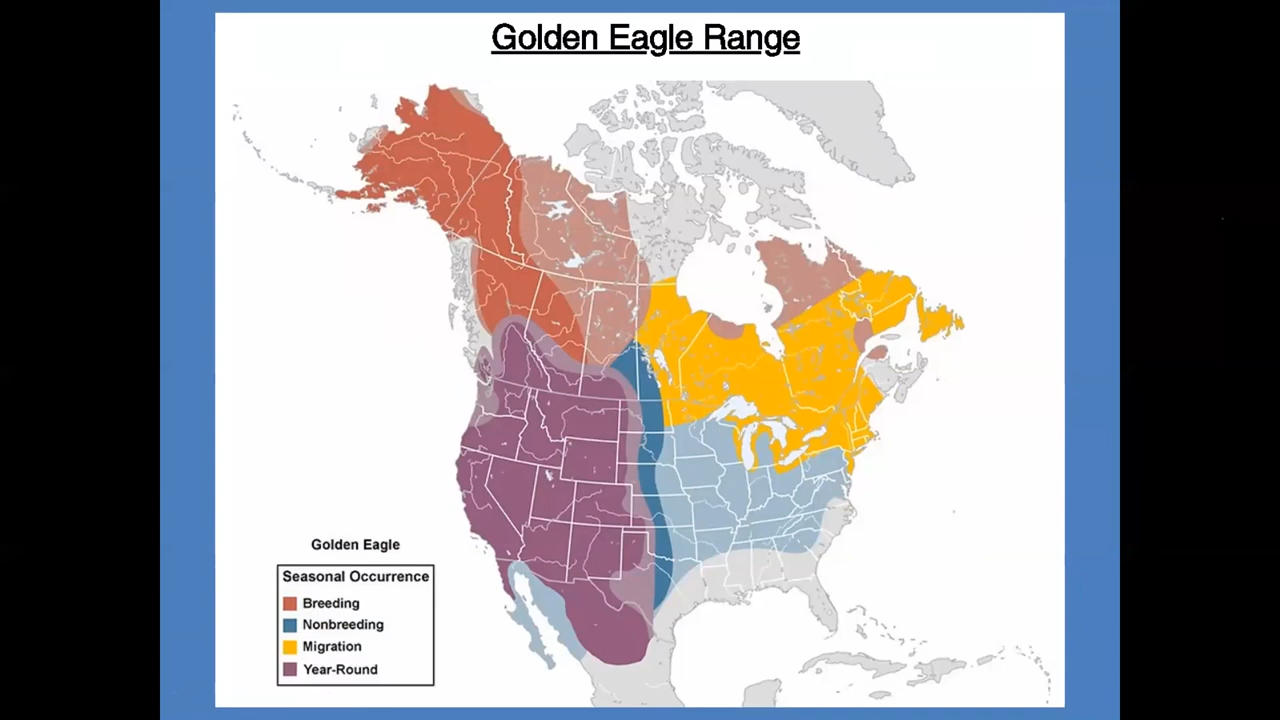 Golden Eagle Range
Golden Eagle
Seasonal Occurrence
Breeding
Nonbreeding
Migration
Year-Round